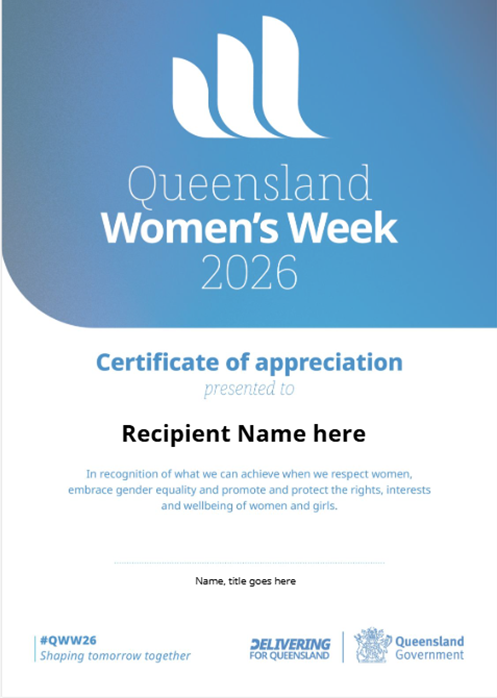 Queensland
Women's Week
2026
Certificate of appreciation
presented to
Recipient Name here
In recognition of what we can achieve when we respect women,
embrace gender equality and promote and protect the rights, interests
and wellbeing of women and girls.
Name, title goes here
#QWW26
Shaping tomorrow together
DELIVERING
FOR QUEENSLAND
Queensland
Government